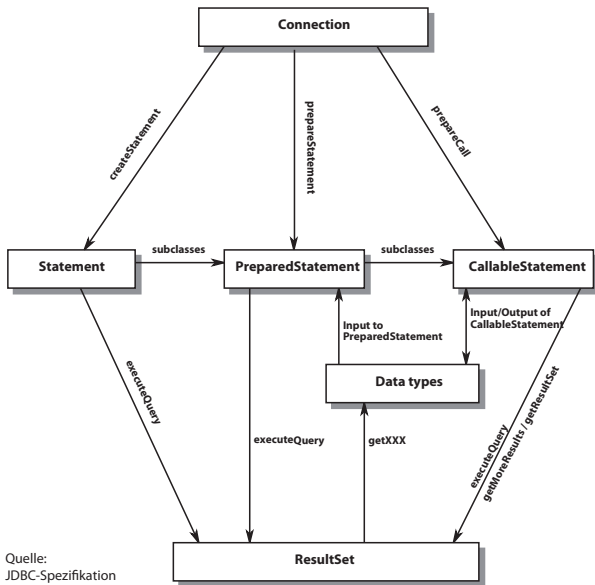 Connection
createStatement
prepareStatement
prepareCall
subclasses
subclasses
Statement
PreparedStatement
CallableStatement
Input to
PreparedStatement
Input/Output of
CallableStatement
Data types
executeQuery
executeQuery
getXXX
executeQuery
getMoreResults / getResultSet
ResultSet
Quelle:
JDBC-Spezifikation